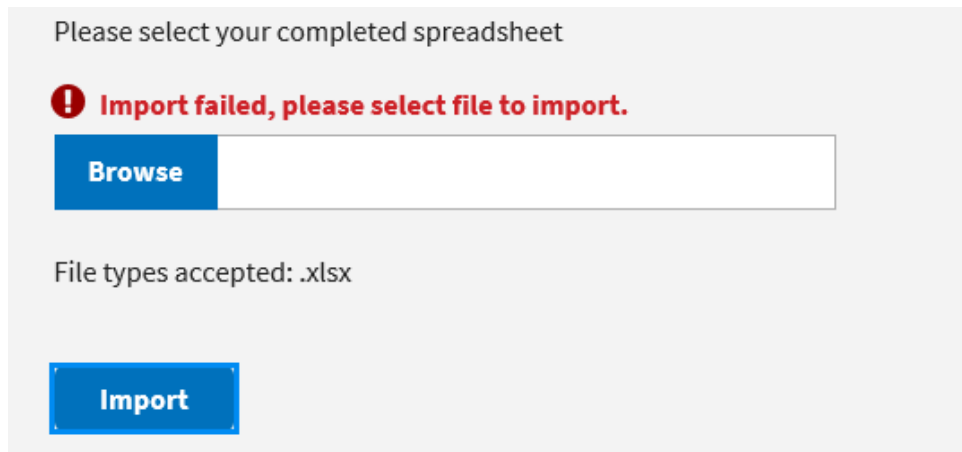 Please select your completed spreadsheet
Import failed, please select file to import.
Browse
File types accepted: .xlsx
Import